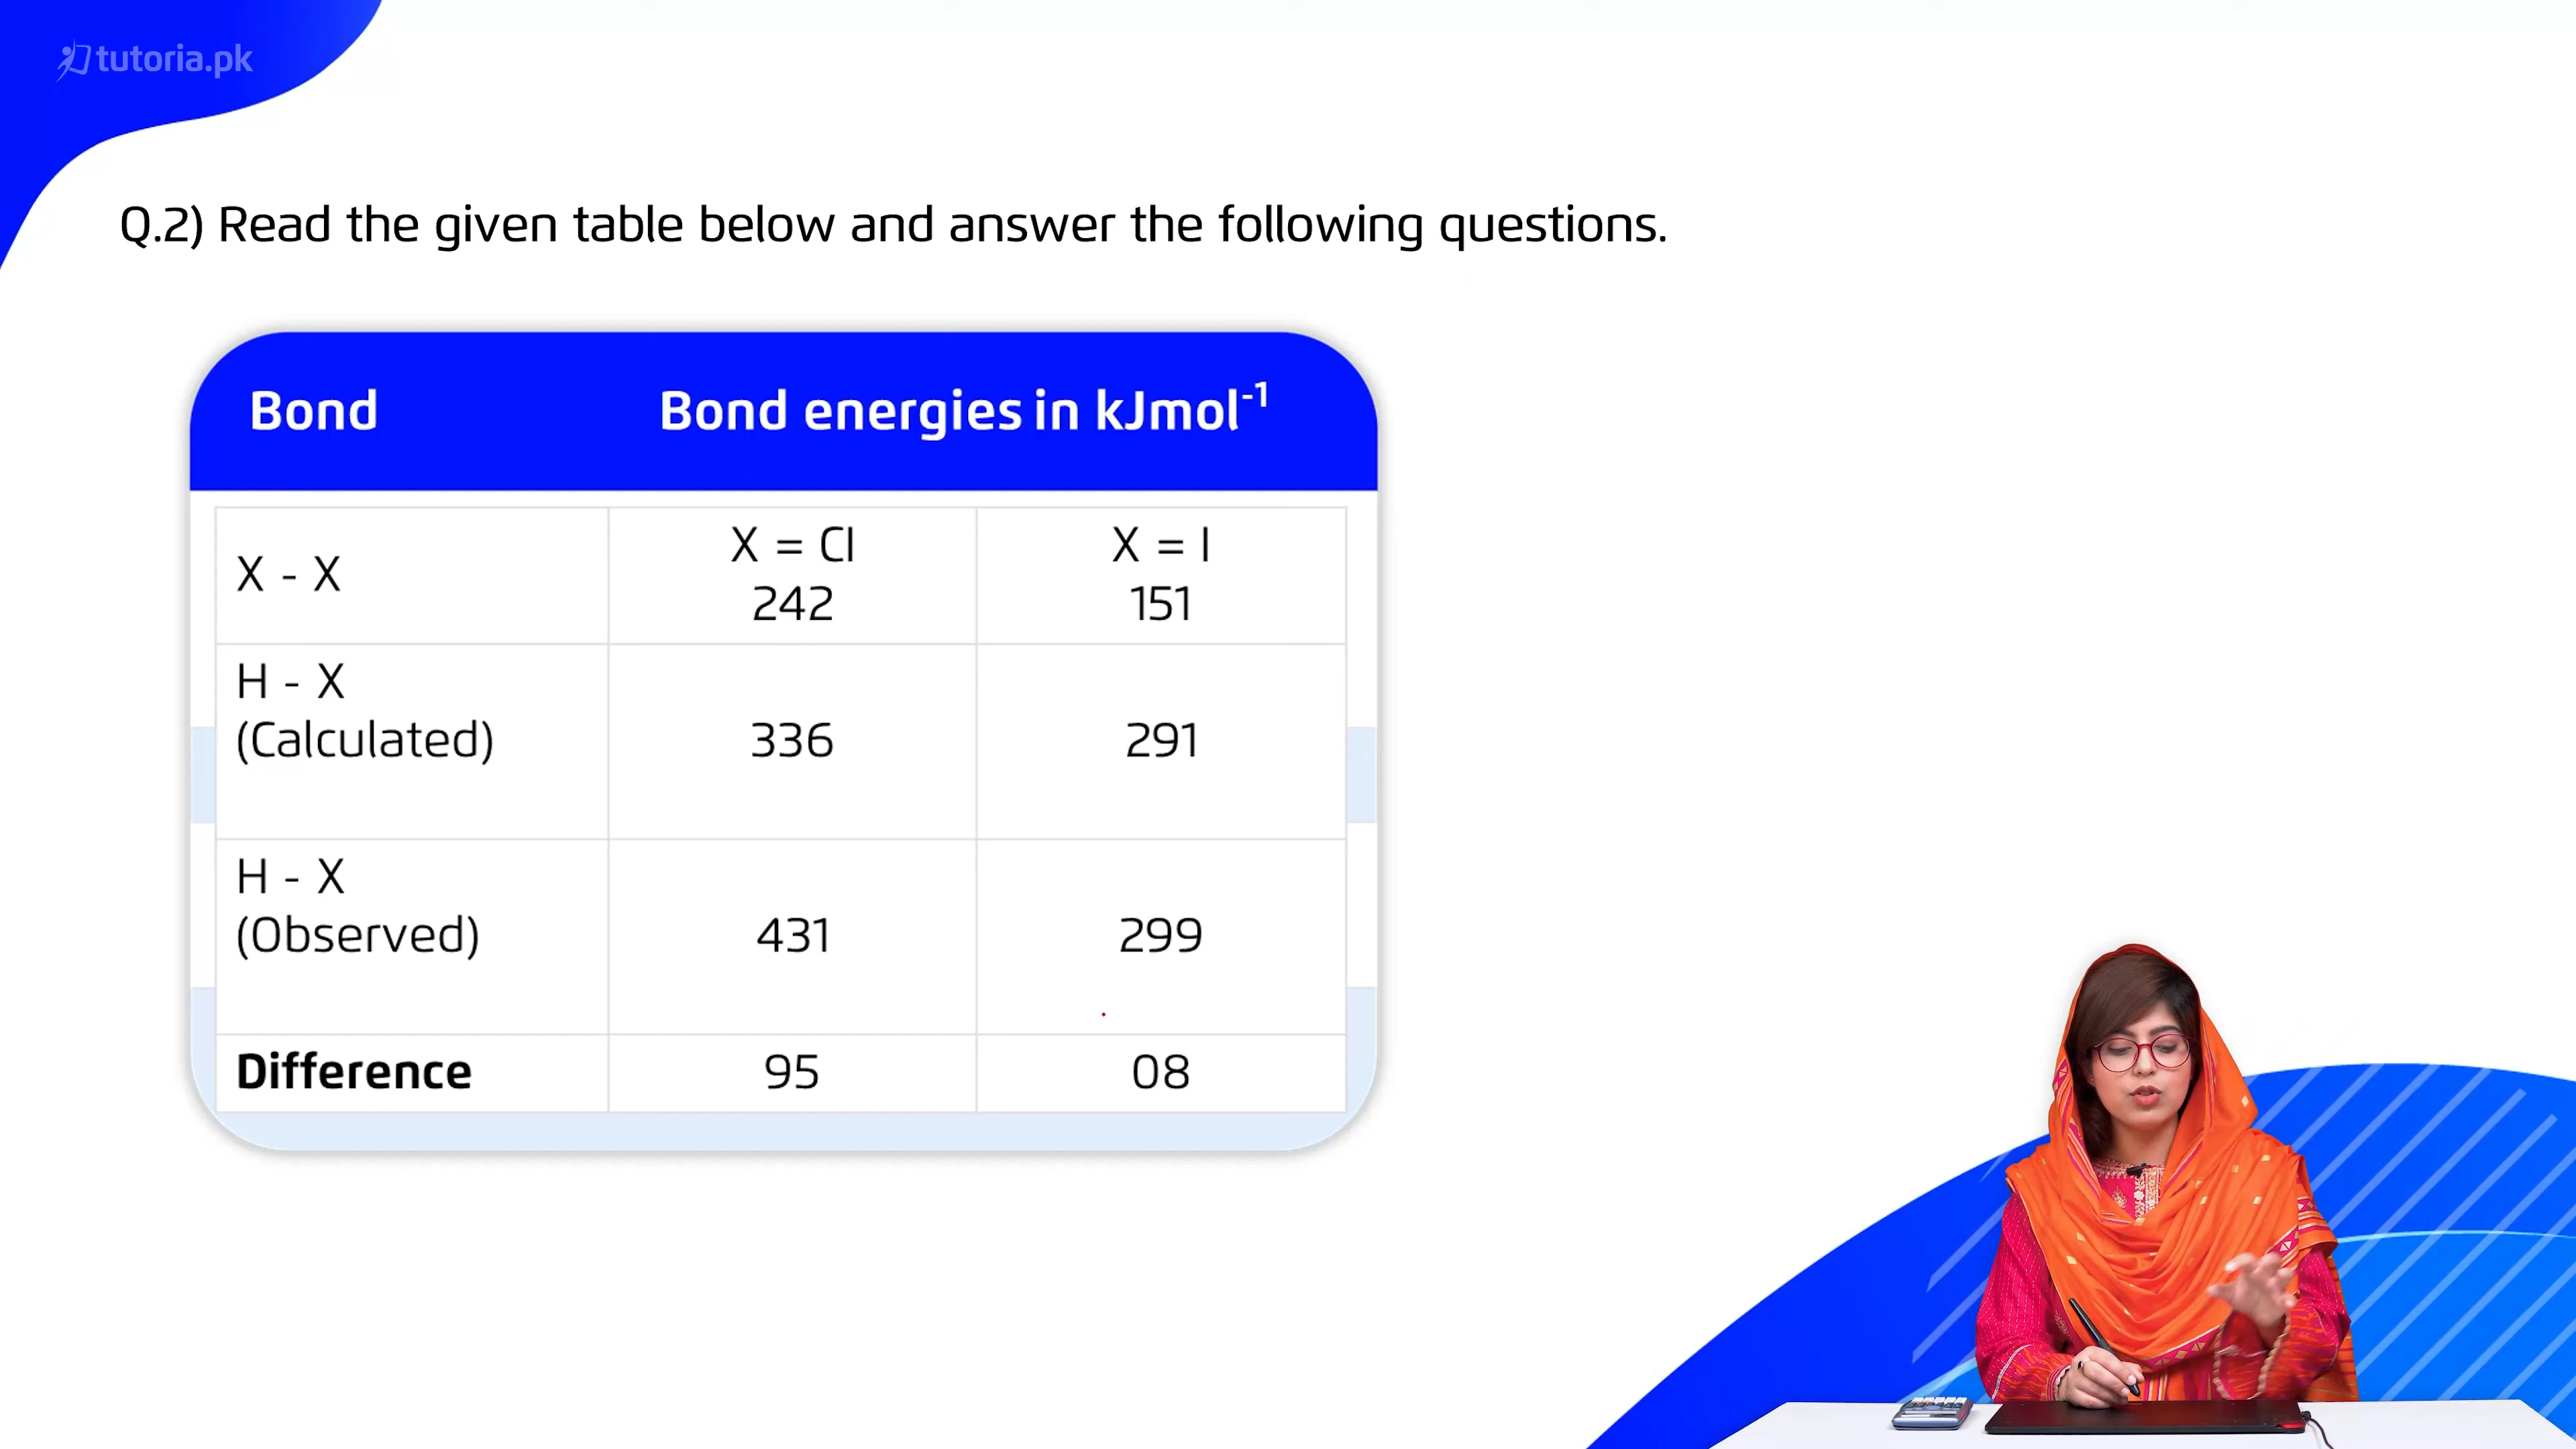 tutoria.pk
Q.2) Read the given table below and answer the following questions.
Bond Bond energies in kJmol⁻¹
X - X X = Cl 242 X = I 151
H - X (Calculated) 336 291
H - X (Observed) 431 299
Difference 95 08